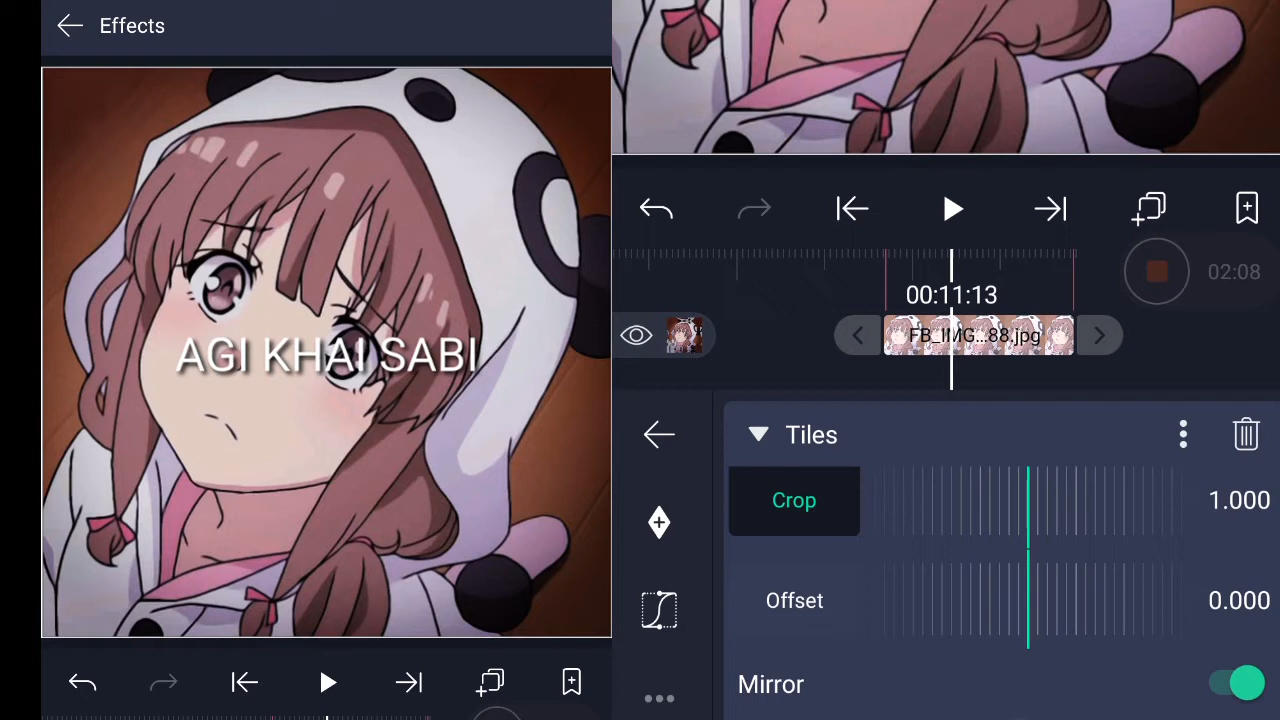 Effects
AGI KHAI SABI
02:08
00:11:13
FB_IMG...88.jpg
Tiles
Crop
1.000
Offset
0.000
Mirror